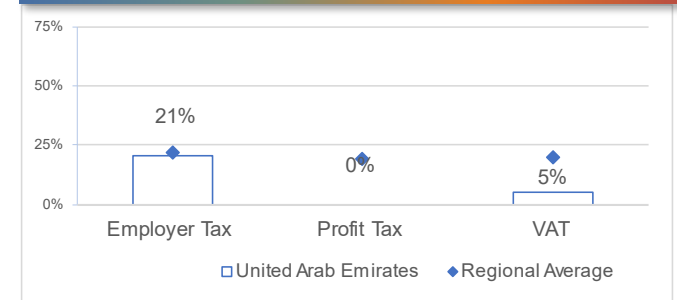 75%
50%
25%
0%
21%
0%
5%
Employer Tax
Profit Tax
VAT
United Arab Emirates
Regional Average